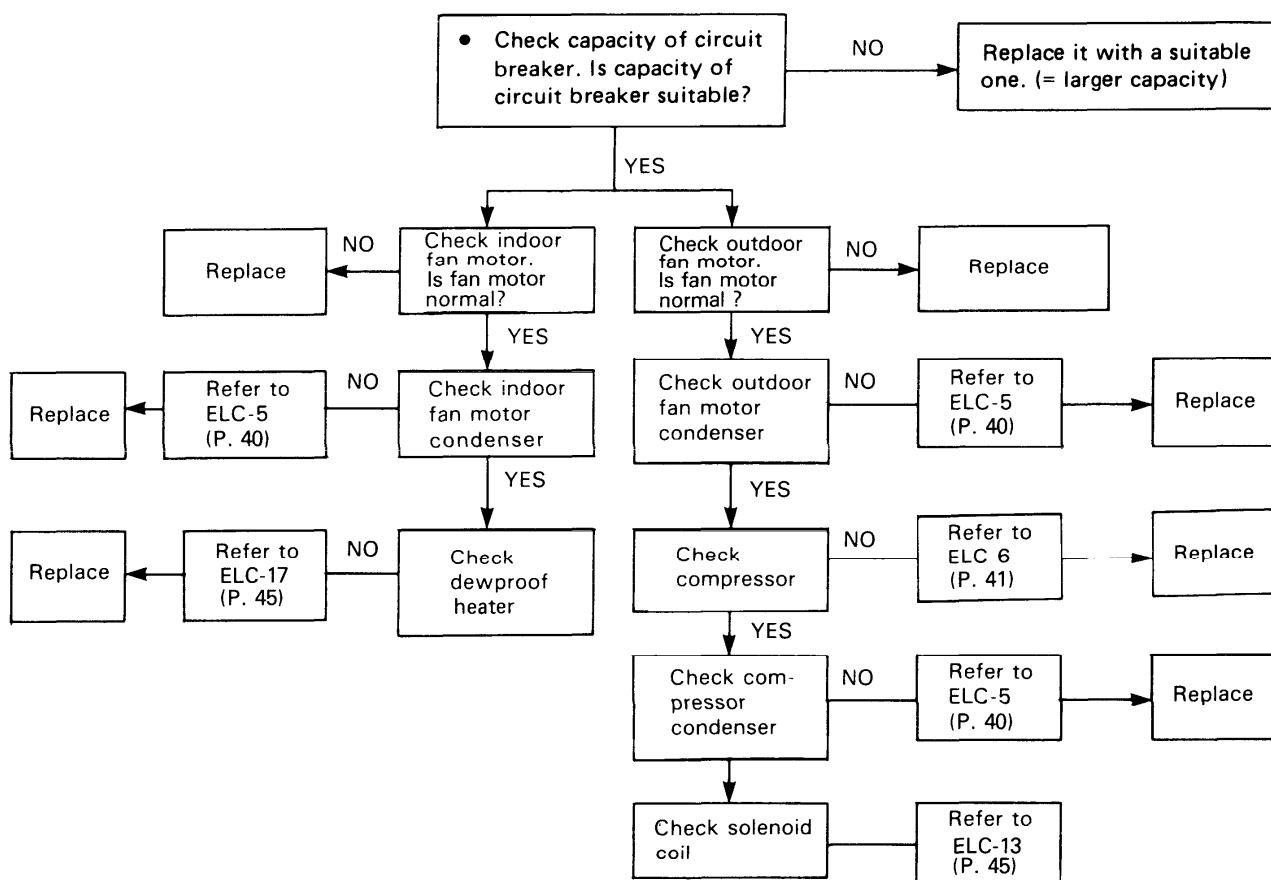 ● Check capacity of circuit
breaker. Is capacity of
circuit breaker suitable?
NO
Replace it with a suitable
one. (= larger capacity)
YES
Replace
NO
Check indoor
fan motor.
Is fan motor
normal?
Check outdoor
fan motor.
Is fan motor
normal ?
NO
Replace
YES
YES
Replace
Refer to
ELC-5
(P. 40)
NO
Check indoor
fan motor
condenser
Check outdoor
fan motor
condenser
NO
Refer to
ELC-5
(P. 40)
Replace
YES
YES
Replace
Refer to
ELC-17
(P. 45)
NO
Check
dewproof
heater
Check
compressor
NO
Refer to
ELC 6
(P. 41)
Replace
YES
Check com-
pressor
condenser
NO
Refer to
ELC-5
(P. 40)
Replace
Check solenoid
coil
Refer to
ELC-13
(P. 45)